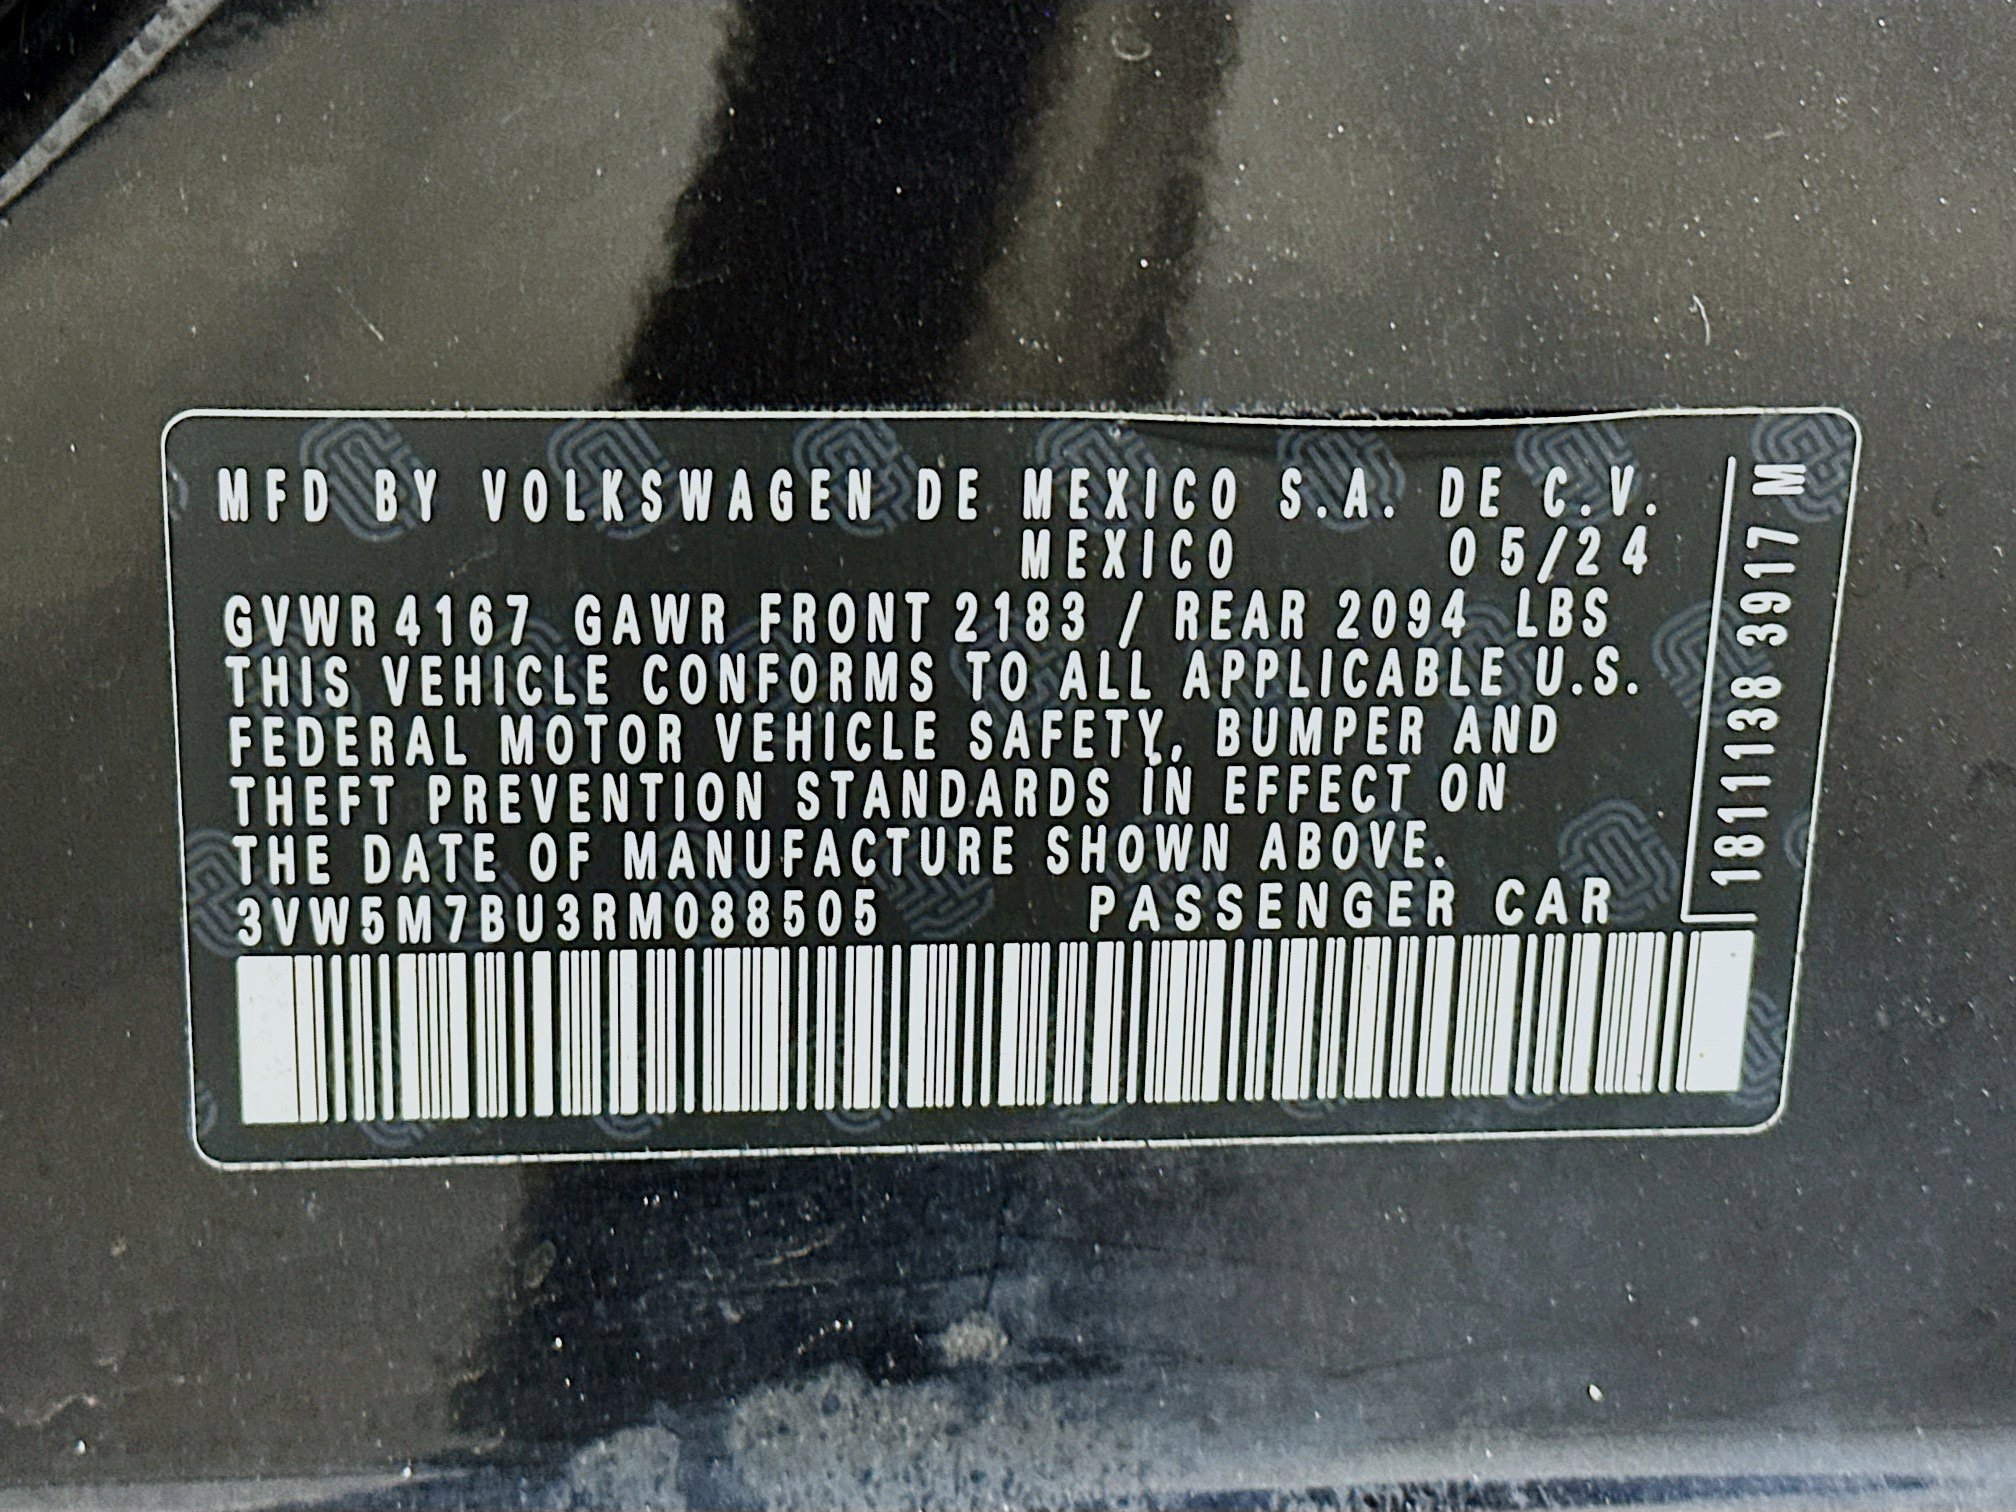 MFD BY VOLKSWAGEN DE MEXICO S.A. DE C.V.
MEXICO 05/24
GVWR 4167 GAWR FRONT 2183 / REAR 2094 LBS
THIS VEHICLE CONFORMS TO ALL APPLICABLE U.S.
FEDERAL MOTOR VEHICLE SAFETY, BUMPER AND
THEFT PREVENTION STANDARDS IN EFFECT ON
THE DATE OF MANUFACTURE SHOWN ABOVE.
3VW5M7BU3RM088505 PASSENGER CAR
1811138 3917 M